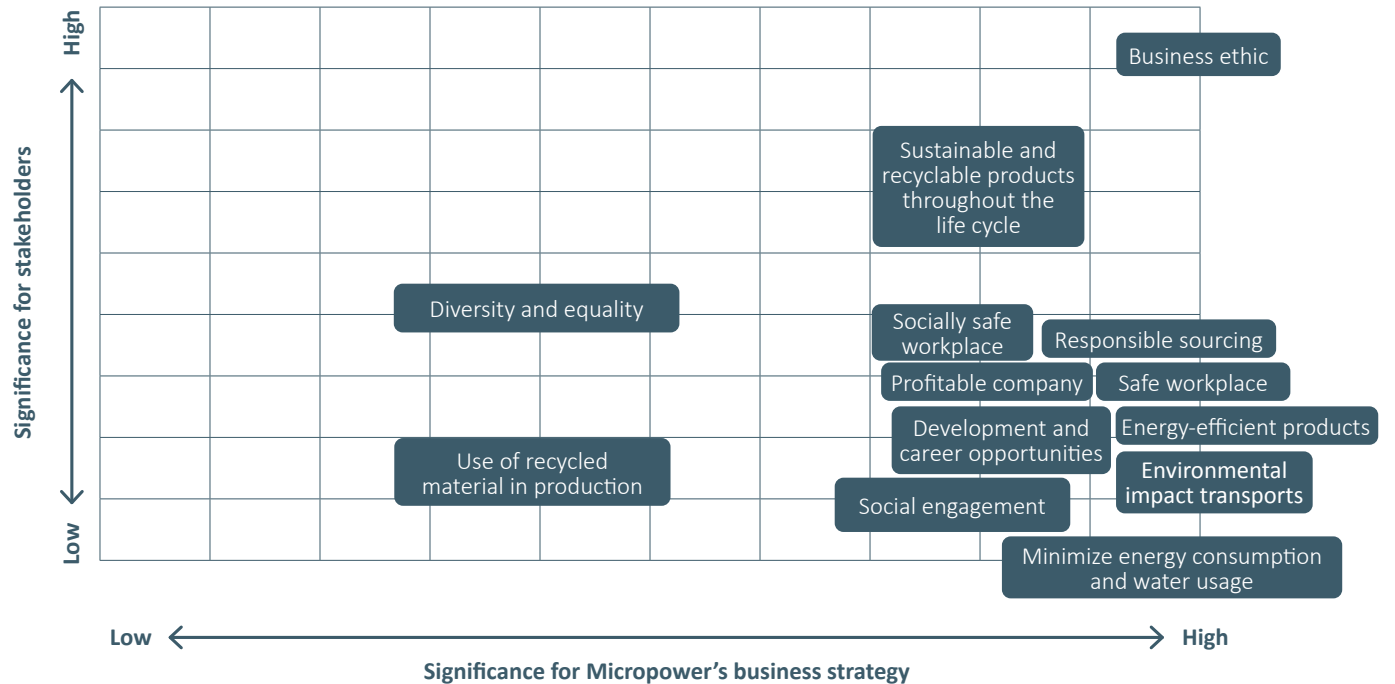 High
Significance for stakeholders
Low
Business ethic
Sustainable and
recyclable products
throughout the
life cycle
Diversity and equality
Socially safe
workplace
Responsible sourcing
Profitable company
Safe workplace
Development and
career opportunities
Energy-efficient products
Use of recycled
material in production
Environmental
impact transports
Social engagement
Minimize energy consumption
and water usage
Low
High
Significance for Micropower’s business strategy